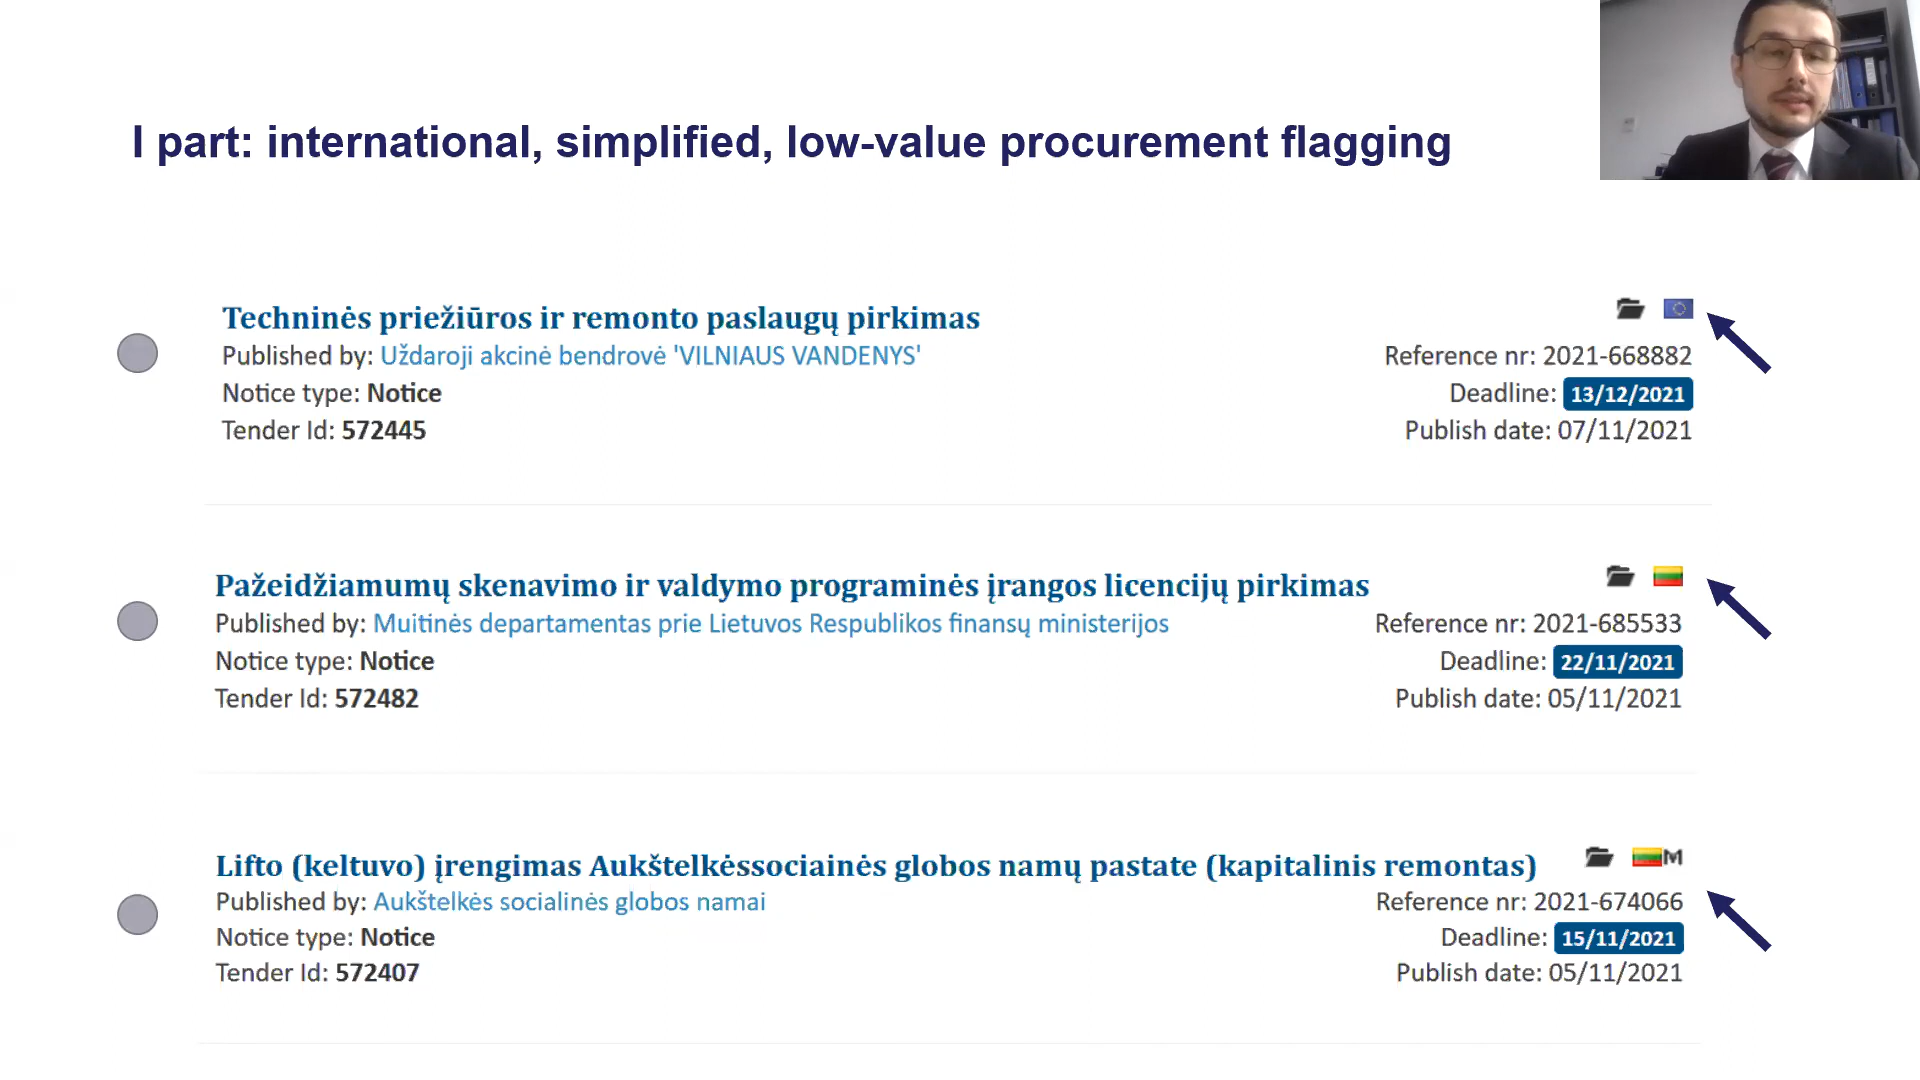 I part: international, simplified, low-value procurement flagging
Techninės priežiūros ir remonto paslaugų pirkimas
Published by: Uždaroji akcinė bendrovė 'VILNIAUS VANDENYS'
Reference nr: 2021-668882
Notice type: Notice
Deadline: 13/12/2021
Tender Id: 572445
Publish date: 07/11/2021
Pažeidžiamumų skenavimo ir valdymo programinės įrangos licencijų pirkimas
Published by: Muitinės departamentas prie Lietuvos Respublikos finansų ministerijos
Reference nr: 2021-685533
Notice type: Notice
Deadline: 22/11/2021
Tender Id: 572482
Publish date: 05/11/2021
Lifto (keltuvo) įrengimas Aukštelkėssociainės globos namų pastate (kapitalinis remontas)
M
Published by: Aukštelkės socialinės globos namai
Reference nr: 2021-674066
Notice type: Notice
Deadline: 15/11/2021
Tender Id: 572407
Publish date: 05/11/2021